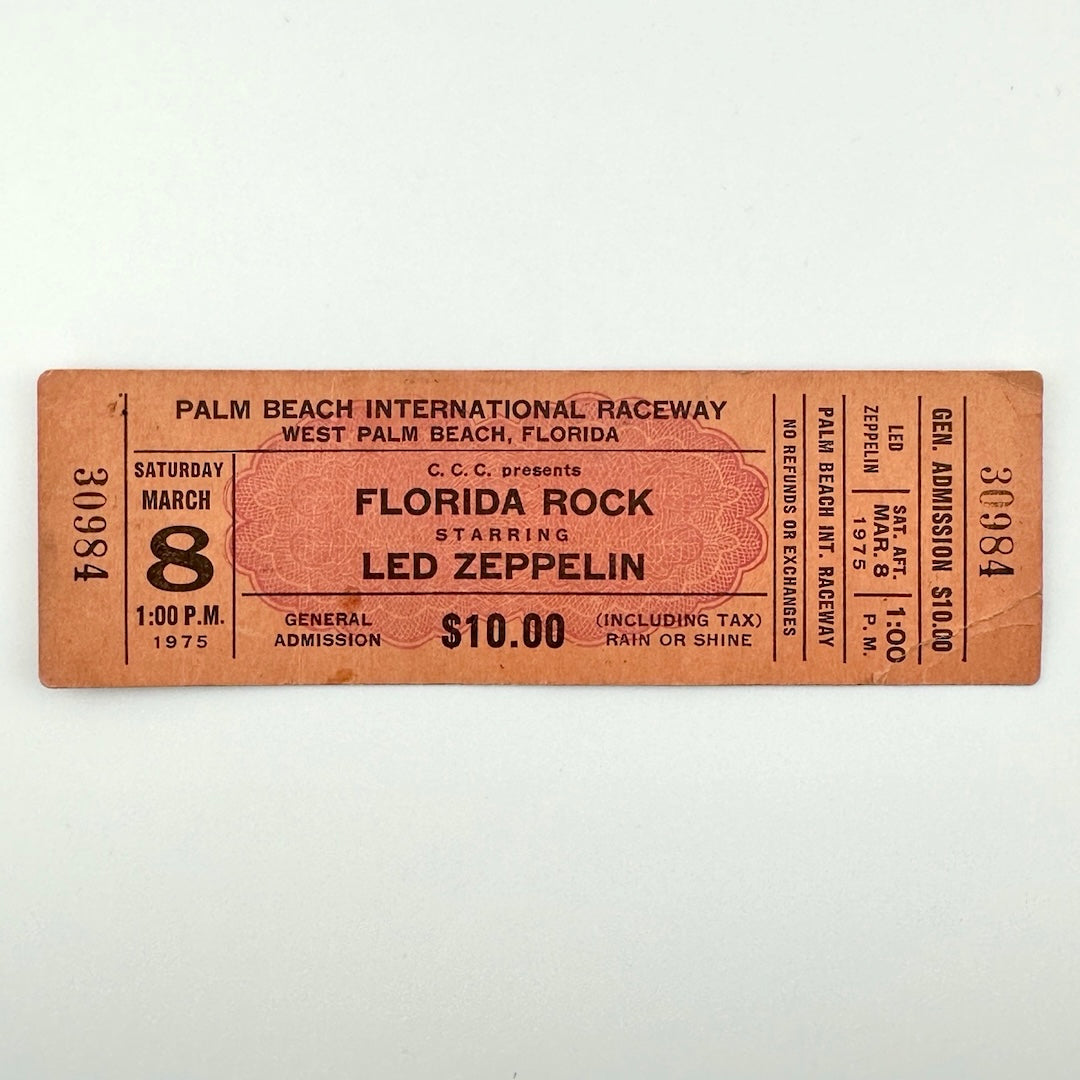 30984
PALM BEACH INTERNATIONAL RACEWAY
WEST PALM BEACH, FLORIDA
SATURDAY
MARCH
8
1:00 P.M.
1975
C. C. C. presents
FLORIDA ROCK
STARRING
LED ZEPPELIN
GENERAL
ADMISSION
$10.00
(INCLUDING TAX)
RAIN OR SHINE
NO REFUNDS OR EXCHANGES
PALM BEACH INT. RACEWAY
LED
ZEPPELIN
SAT. AFT.
MAR. 8
1975
1:00
P.M.
GEN. ADMISSION $10.00
30984